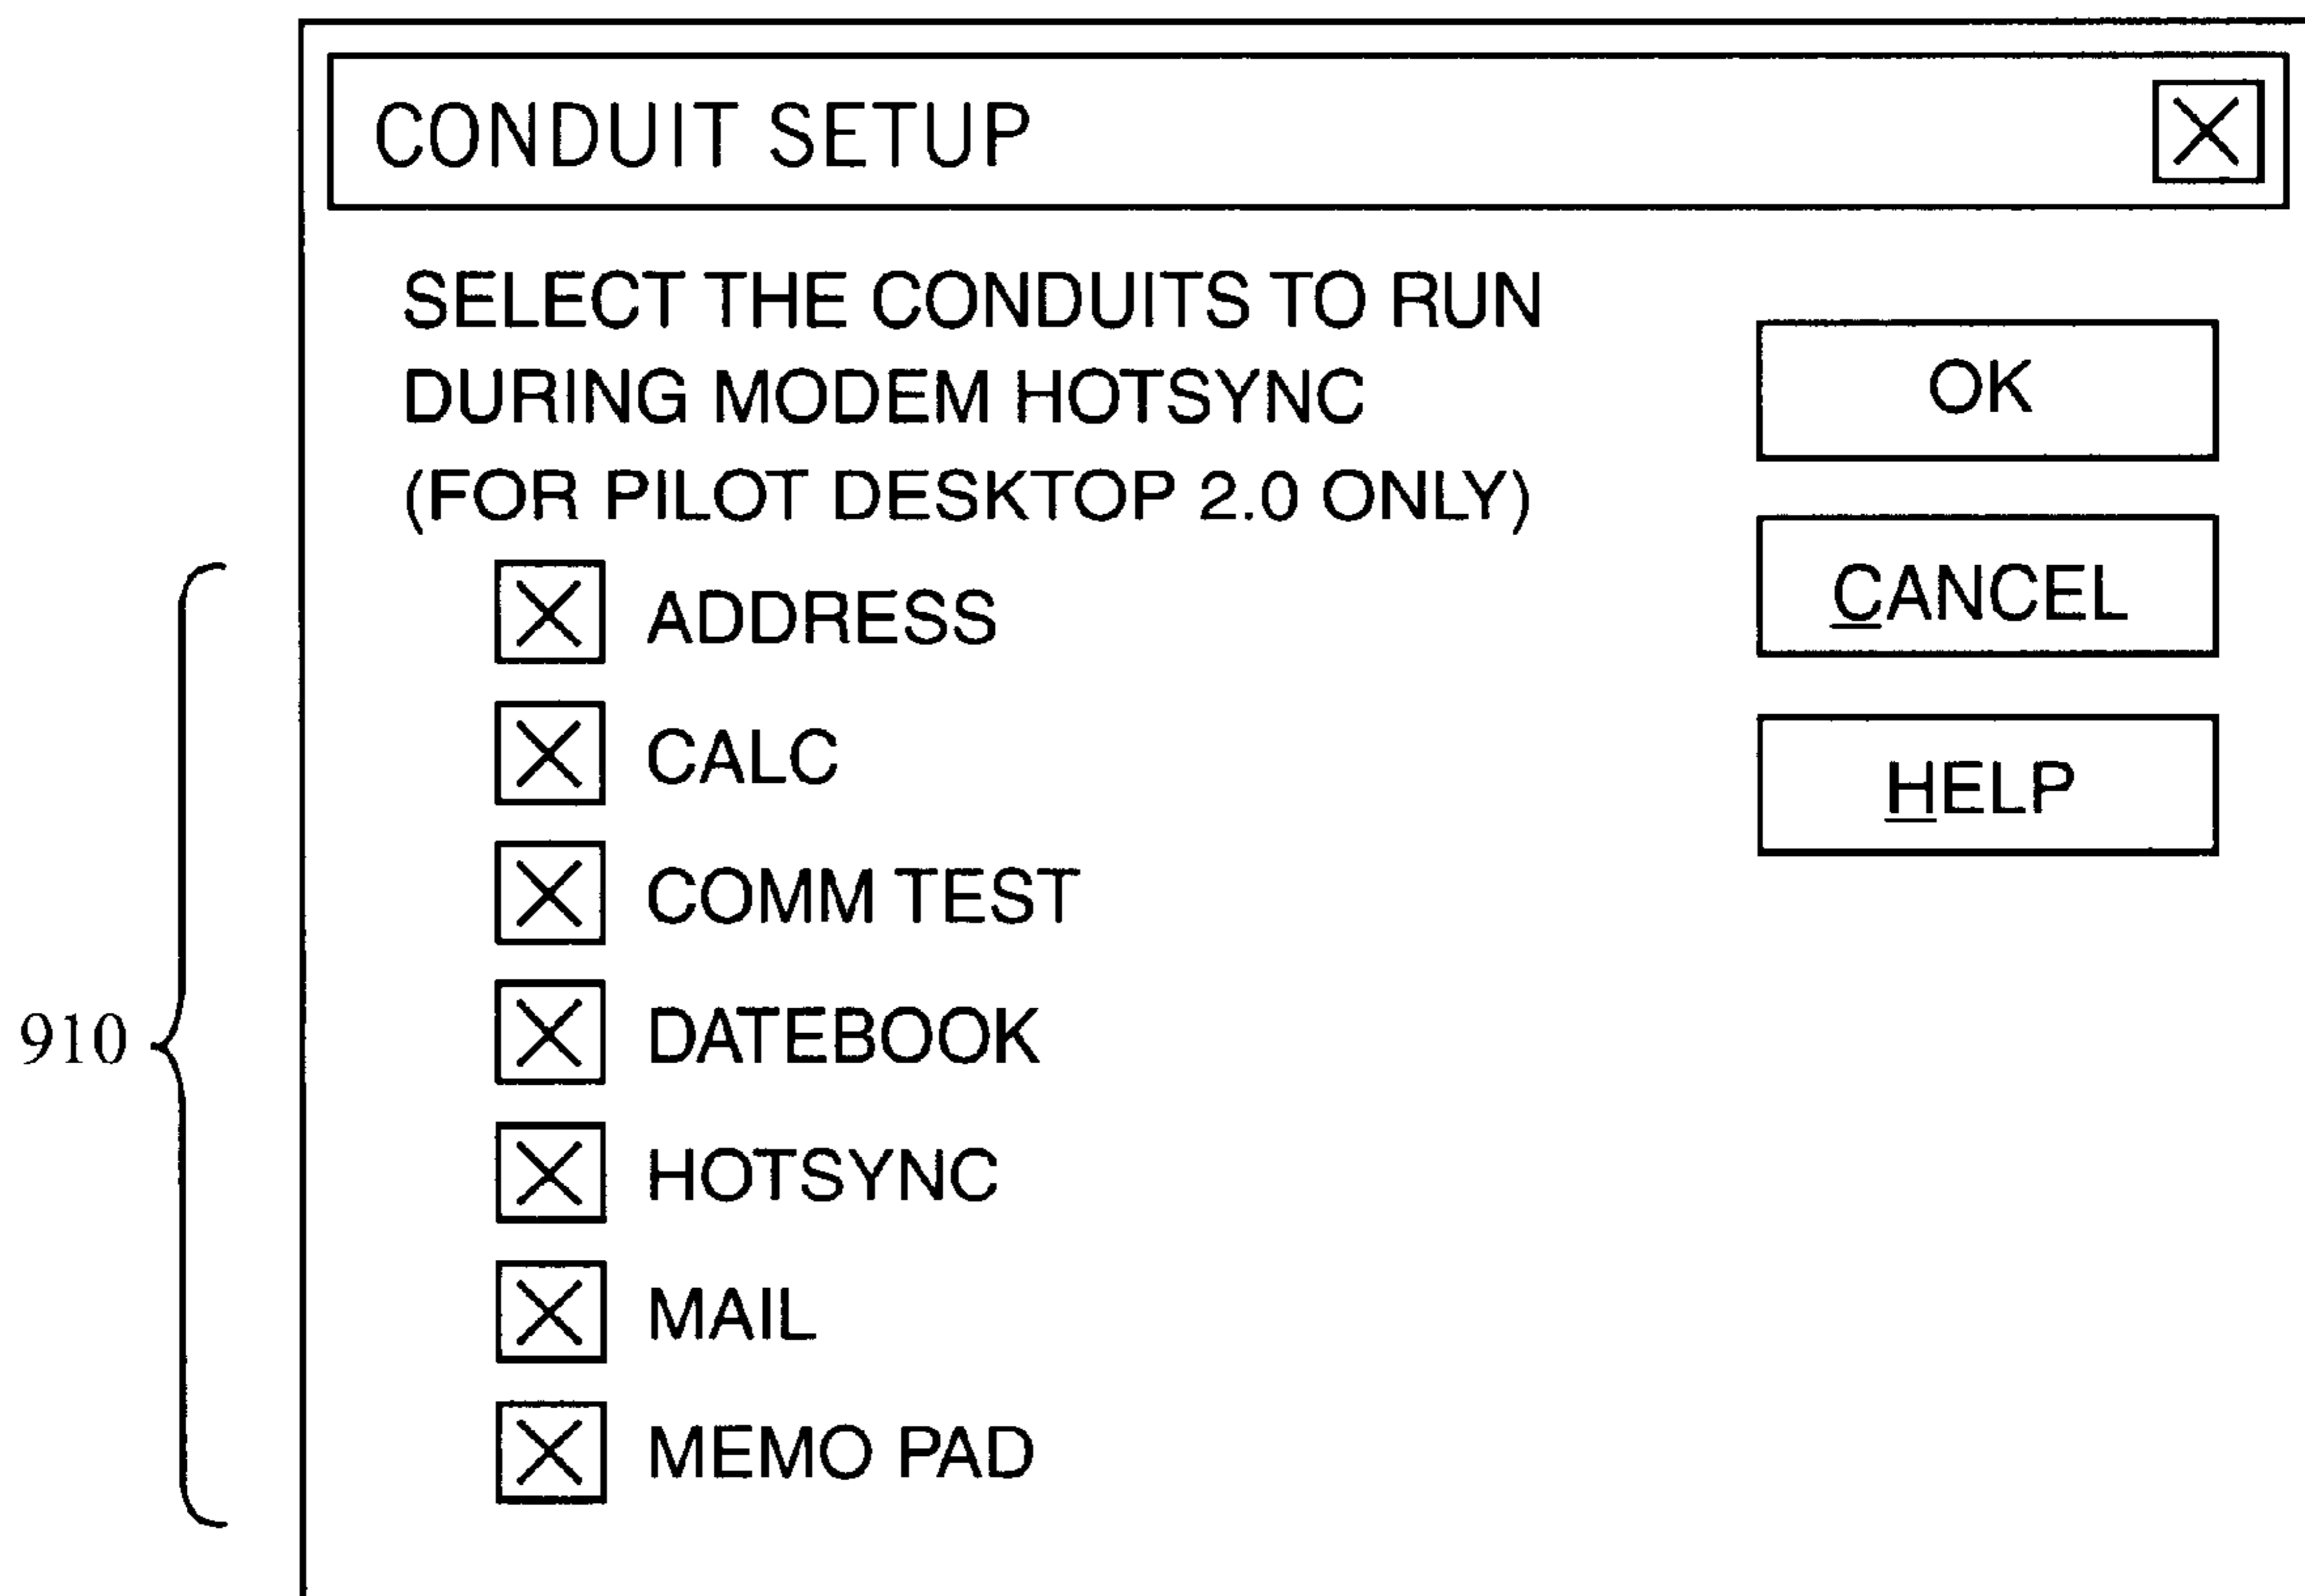 CONDUIT SETUP
SELECT THE CONDUITS TO RUN
DURING MODEM HOTSYNC
(FOR PILOT DESKTOP 2.0 ONLY)
OK
CANCEL
HELP
ADDRESS
CALC
COMM TEST
DATEBOOK
HOTSYNC
MAIL
MEMO PAD
910